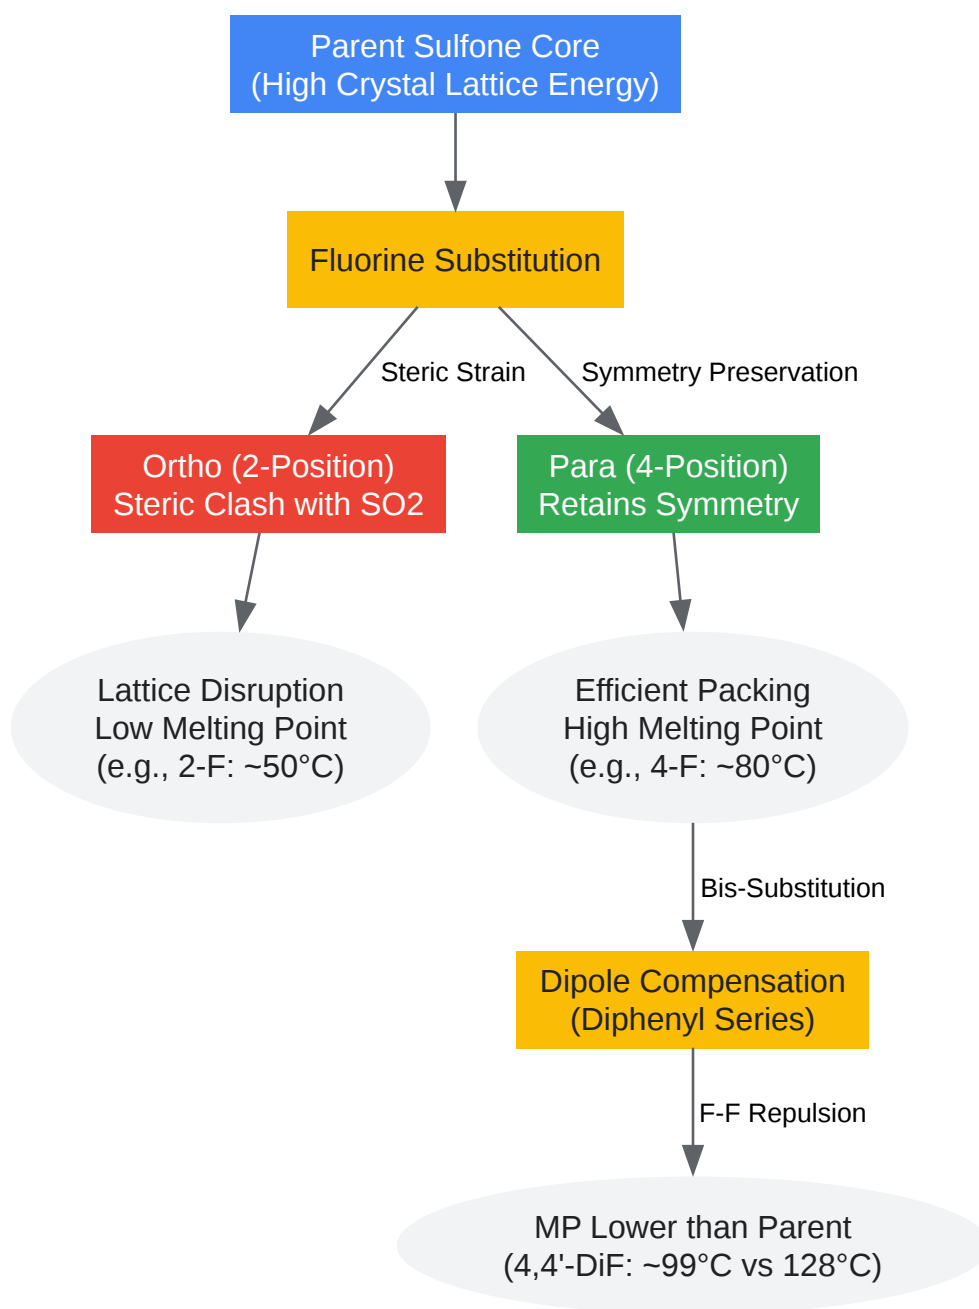 Parent Sulfone Core
(High Crystal Lattice Energy)
Fluorine Substitution
Steric Strain
Symmetry Preservation
Ortho (2-Position)
Steric Clash with SO2
Para (4-Position)
Retains Symmetry
Lattice Disruption
Low Melting Point
(e.g., 2-F: ~50°C)
Efficient Packing
High Melting Point
(e.g., 4-F: ~80°C)
Bis-Substitution
Dipole Compensation
(Diphenyl Series)
F-F Repulsion
MP Lower than Parent
(4,4'-DiF: ~99°C vs 128°C)